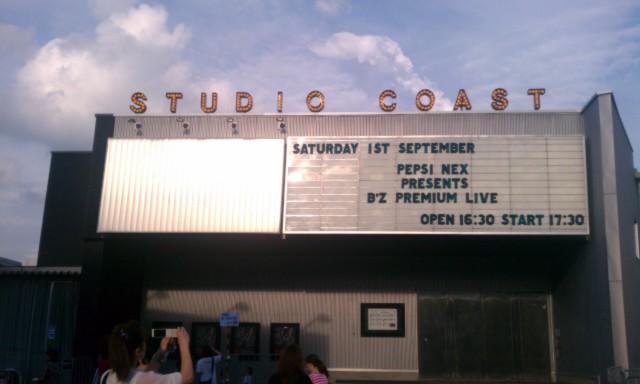 STUDIO COAST
SATURDAY 1ST SEPTEMBER
PEPSI NEX
PRESENTS
B'Z PREMIUM LIVE
OPEN 16:30 START 17:30